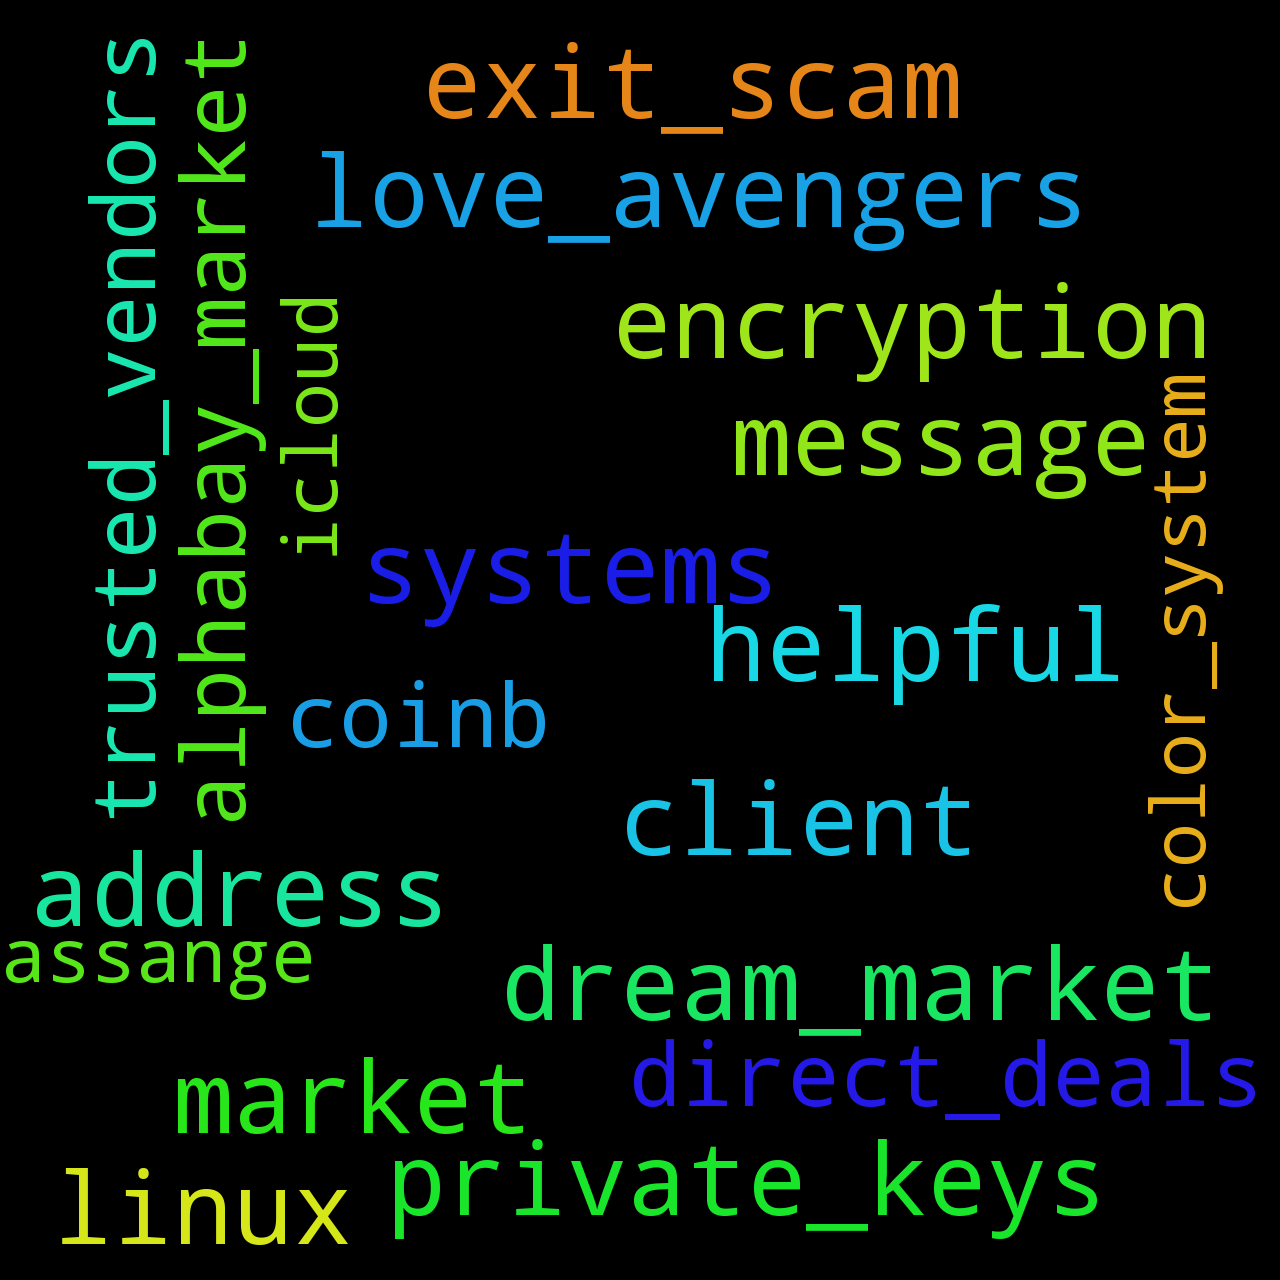 trusted_vendors
alphabay_market
exit_scam
love_avengers
icloud
encryption
message
color_system
systems
helpful
coinb
client
address
assange
dream_market
direct_deals
market
private_keys
linux